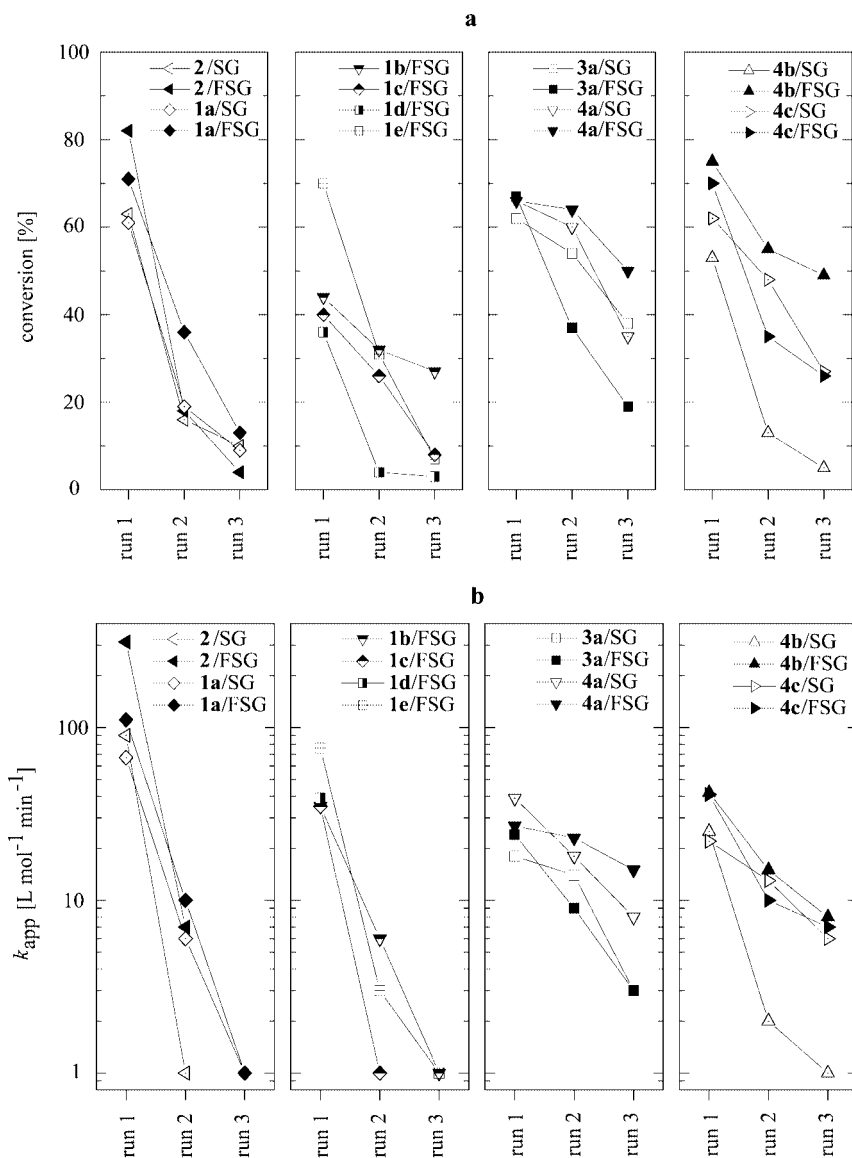 a
conversion [%]
100
80
60
40
20
0
2/SG
2/FSG
1a/SG
1a/FSG
1b/FSG
1c/FSG
1d/FSG
1e/FSG
3a/SG
3a/FSG
4a/SG
4a/FSG
4b/SG
4b/FSG
4c/SG
4c/FSG
run 1
run 2
run 3
run 1
run 2
run 3
run 1
run 2
run 3
run 1
run 2
run 3
b
kapp [L mol−1 min−1]
100
10
1
2/SG
2/FSG
1a/SG
1a/FSG
1b/FSG
1c/FSG
1d/FSG
1e/FSG
3a/SG
3a/FSG
4a/SG
4a/FSG
4b/SG
4b/FSG
4c/SG
4c/FSG
run 1
run 2
run 3
run 1
run 2
run 3
run 1
run 2
run 3
run 1
run 2
run 3